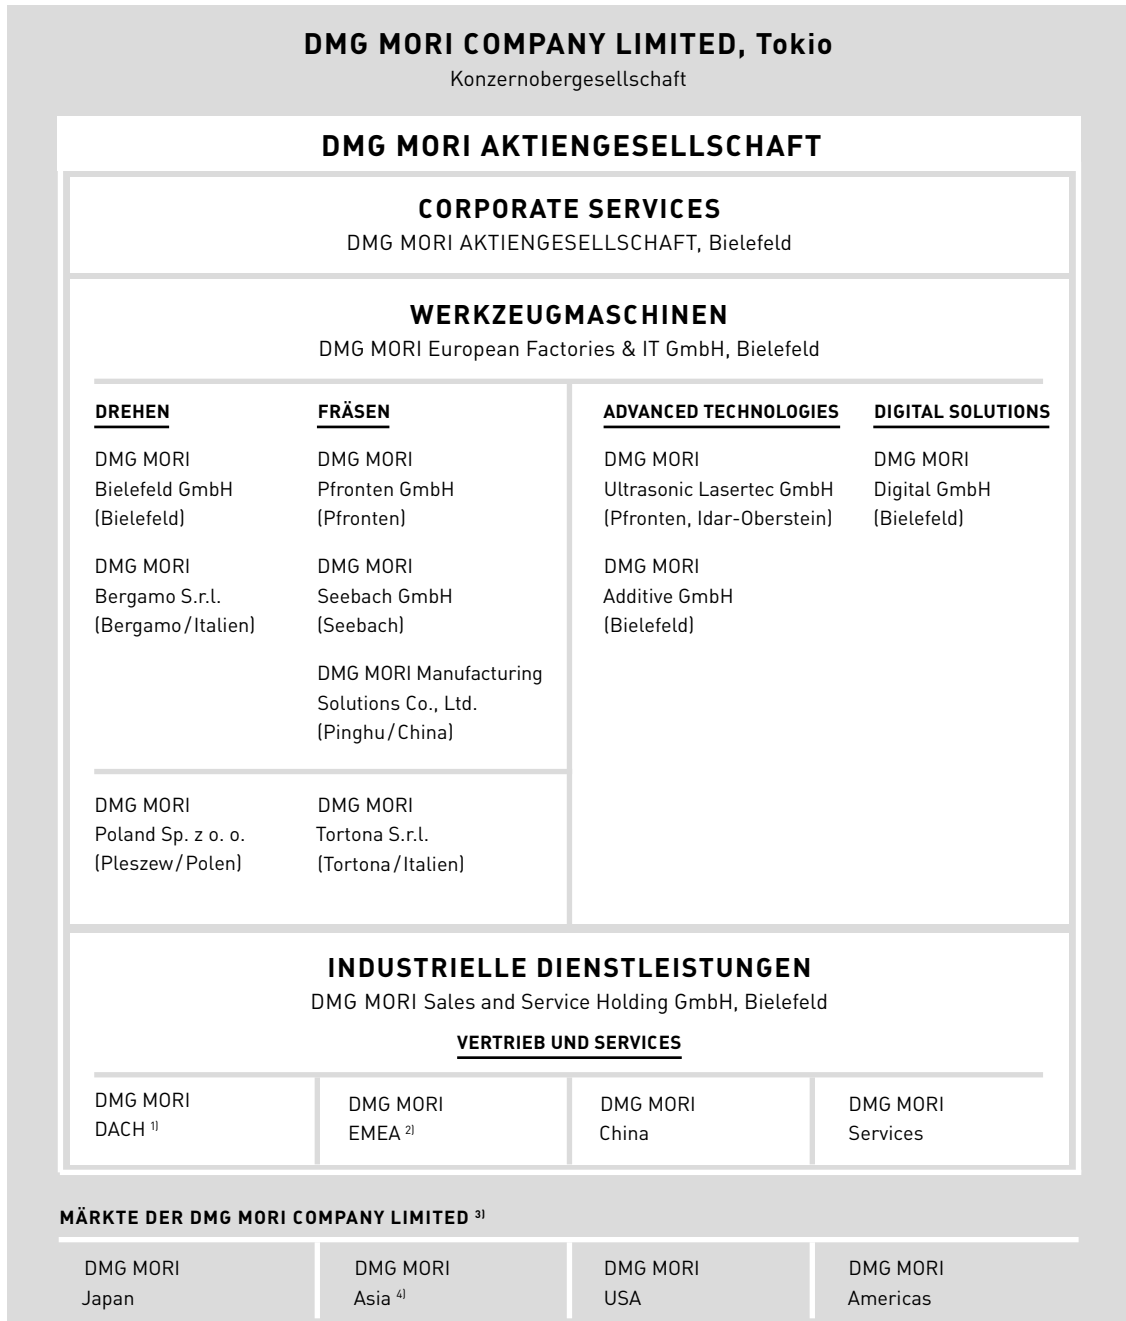 DMG MORI COMPANY LIMITED, Tokio
Konzernobergesellschaft
DMG MORI AKTIENGESELLSCHAFT
CORPORATE SERVICES
DMG MORI AKTIENGESELLSCHAFT, Bielefeld
WERKZEUGMASCHINEN
DMG MORI European Factories & IT GmbH, Bielefeld
DREHEN
DMG MORI
Bielefeld GmbH
(Bielefeld)
DMG MORI
Bergamo S.r.l.
(Bergamo/Italien)
FRÄSEN
DMG MORI
Pfronten GmbH
(Pfronten)
DMG MORI
Seebach GmbH
(Seebach)
DMG MORI Manufacturing
Solutions Co., Ltd.
(Pinghu/China)
DMG MORI
Poland Sp. z o. o.
(Pleszew/Polen)
DMG MORI
Tortona S.r.l.
(Tortona/Italien)
ADVANCED TECHNOLOGIES
DMG MORI
Ultrasonic Lasertec GmbH
(Pfronten, Idar-Oberstein)
DMG MORI
Additive GmbH
(Bielefeld)
DIGITAL SOLUTIONS
DMG MORI
Digital GmbH
(Bielefeld)
INDUSTRIELLE DIENSTLEISTUNGEN
DMG MORI Sales and Service Holding GmbH, Bielefeld
VERTRIEB UND SERVICES
DMG MORI
DACH 1)
DMG MORI
EMEA 2)
DMG MORI
China
DMG MORI
Services
MÄRKTE DER DMG MORI COMPANY LIMITED 3)
DMG MORI
Japan
DMG MORI
Asia 4)
DMG MORI
USA
DMG MORI
Americas